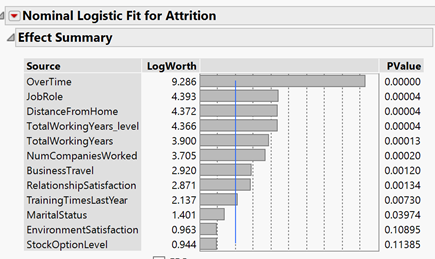 Nominal Logistic Fit for Attrition
Effect Summary
Source LogWorth PValue
OverTime 9.286 0.00000
JobRole 4.393 0.00004
DistanceFromHome 4.372 0.00004
TotalWorkingYears_level 4.366 0.00004
TotalWorkingYears 3.900 0.00013
NumCompaniesWorked 3.705 0.00020
BusinessTravel 2.920 0.00120
RelationshipSatisfaction 2.871 0.00134
TrainingTimesLastYear 2.137 0.00730
MaritalStatus 1.401 0.03974
EnvironmentSatisfaction 0.963 0.10895
StockOptionLevel 0.944 0.11385